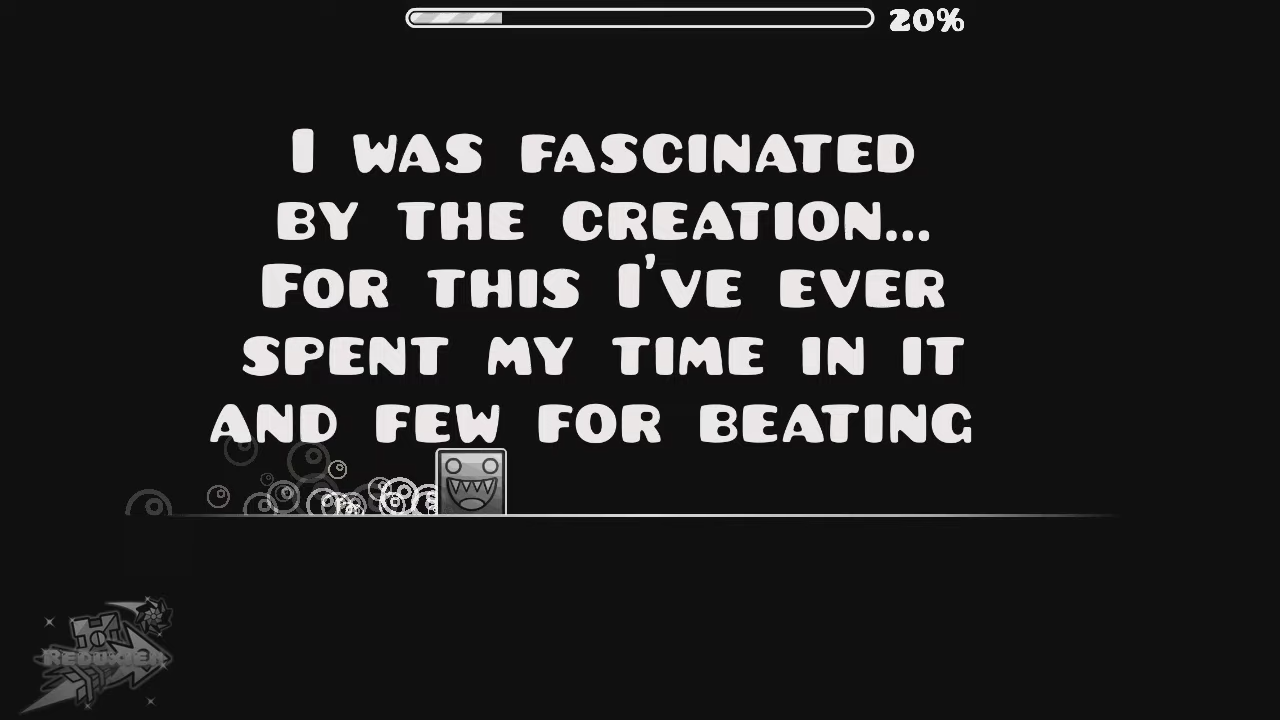 20%
I was fascinated
by the creation...
For this I've ever
spent my time in it
and few for beating
Reduxien